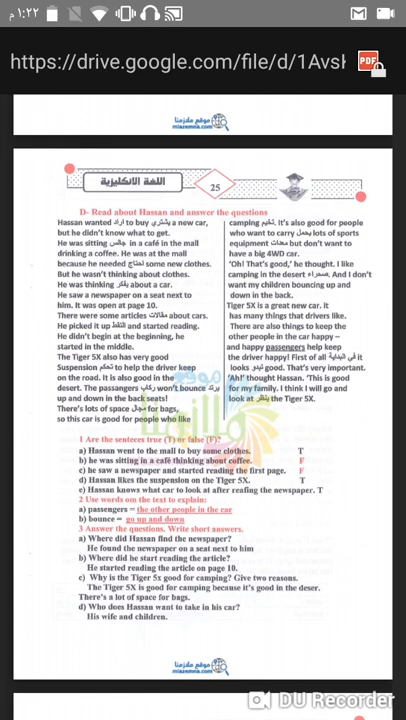 ١:٢٢ م
https://drive.google.com/file/d/1Avsk
PDF
موقع ملازمنا
mlazemna.com
اللغة الانكليزية
25
D- Read about Hassan and answer the questions
Hassan wanted اراد to buy يشتري a new car,
but he didn't know what to get.
He was sitting جالس in a café in the mall
drinking a coffee. He was at the mall
because he needed احتاج some new clothes.
But he wasn't thinking about clothes.
He was thinking يفكر about a car.
He saw a newspaper on a seat next to
him. It was open at page 10.
There were some articles مقالات about cars.
He picked it up التقط and started reading.
He didn't begin at the beginning, he
started in the middle.
The Tiger 5X also has very good
Suspension تحكم to help the driver keep
on the road. It is also good in the
desert. The passangers ركاب won't bounce يرتد
up and down in the back seats!
There's lots of space مجال for bags,
so this car is good for people who like
camping تخيم. It's also good for people
who want to carry يحمل lots of sports
equipment معدات but don't want to
have a big 4WD car.
'Oh! That's good,' he thought. I like
camping in the desert صحراء. And I don't
want my children bouncing up and
down in the back.
Tiger 5X is a great new car. it
has many things that drivers like.
There are also things to keep the
other people in the car happy –
and happy passengers help keep
the driver happy! First of all في البداية it
looks تبدو good. That's very important.
'Ah!' thought Hassan. 'This is good
for my family. I think I will go and
look at ينظر the Tiger 5X.
1 Are the senteces true (T) or false (F)?
a) Hassan went to the mall to buy some clothes. T
b) he was sitting in a café thinking about coffee. F
c) he saw a newspaper and started reading the first page. F
d) Hassan likes the suspension on the Tiger 5X. T
e) Hassan knows what car to look at after reafing the newspaper. T
2 Use words om the text to explain:
a) passengers = the other people in the car
b) bounce = go up and down
3 Answer the questions. Write short answers.
a) Where did Hassan find the newspaper?
He found the newspaper on a seat next to him
b) Where did he start reading the article?
He started reading the article on page 10.
c) Why is the Tiger 5x good for camping? Give two reasons.
The Tiger 5X is good for camping because it's good in the deser.
There's a lot of space for bags.
d) Who does Hassan want to take in his car?
His wife and children.
موقع ملازمنا
mlazemna.com
DU Recorder